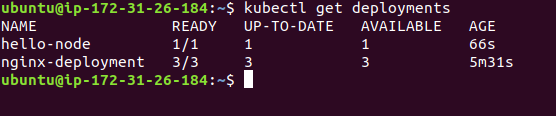 ubuntu@ip-172-31-26-184:~$ kubectl get deployments
NAME READY UP-TO-DATE AVAILABLE AGE
hello-node 1/1 1 1 66s
nginx-deployment 3/3 3 3 5m31s
ubuntu@ip-172-31-26-184:~$